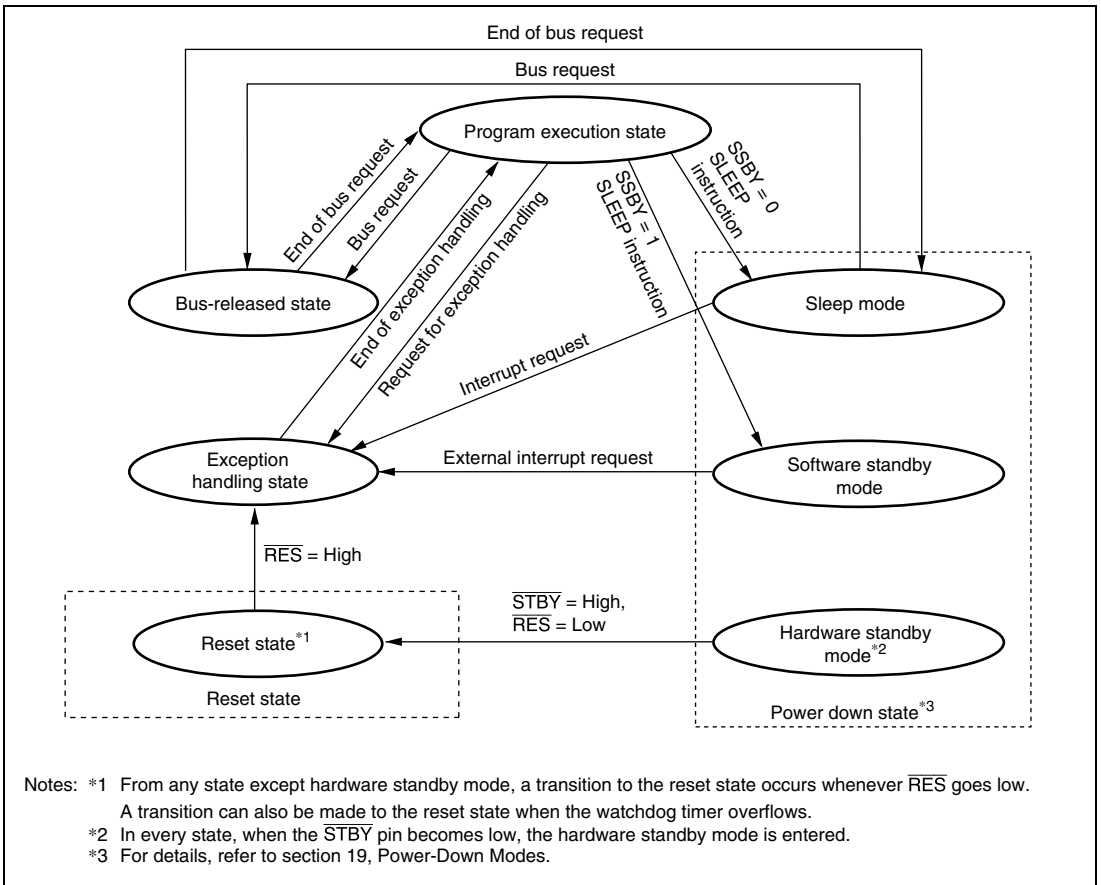 End of bus request
Bus request
Program execution state
End of bus request
Bus request
SSBY = 0
SLEEP
instruction
SSBY = 1
SLEEP instruction
End of exception handling
Request for exception handling
Bus-released state
Sleep mode
Interrupt request
Exception
handling state
External interrupt request
Software standby
mode
R̅E̅S̅ = High
S̅T̅B̅Y̅ = High,
R̅E̅S̅ = Low
Reset state*1
Hardware standby
mode*2
Reset state
Power down state*3
Notes: *1 From any state except hardware standby mode, a transition to the reset state occurs whenever R̅E̅S̅ goes low.
A transition can also be made to the reset state when the watchdog timer overflows.
*2 In every state, when the S̅T̅B̅Y̅ pin becomes low, the hardware standby mode is entered.
*3 For details, refer to section 19, Power-Down Modes.